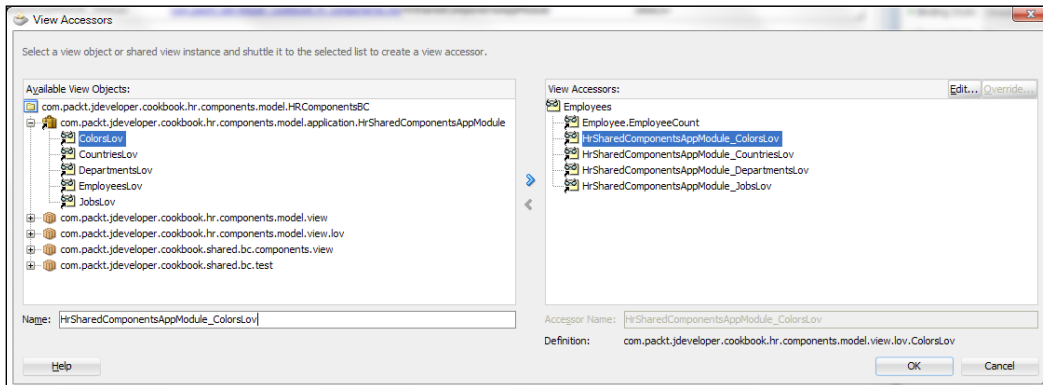 View Accessors
Select a view object or shared view instance and shuttle it to the selected list to create a view accessor.
Available View Objects:
com.packt.jdeveloper.cookbook.hr.components.model.HRComponentsBC
com.packt.jdeveloper.cookbook.hr.components.model.application.HrSharedComponentsAppModule
ColorsLov
CountriesLov
DepartmentsLov
EmployeesLov
JobsLov
com.packt.jdeveloper.cookbook.hr.components.model.view
com.packt.jdeveloper.cookbook.hr.components.model.view.lov
com.packt.jdeveloper.cookbook.shared.bc.components.view
com.packt.jdeveloper.cookbook.shared.bc.test
Name: HrSharedComponentsAppModule_ColorsLov
View Accessors: Edit... Override...
Employees
Employee.EmployeeCount
HrSharedComponentsAppModule_ColorsLov
HrSharedComponentsAppModule_CountriesLov
HrSharedComponentsAppModule_DepartmentsLov
HrSharedComponentsAppModule_JobsLov
Accessor Name: HrSharedComponentsAppModule_ColorsLov
Definition: com.packt.jdeveloper.cookbook.hr.components.model.view.lov.ColorsLov
Help OK Cancel